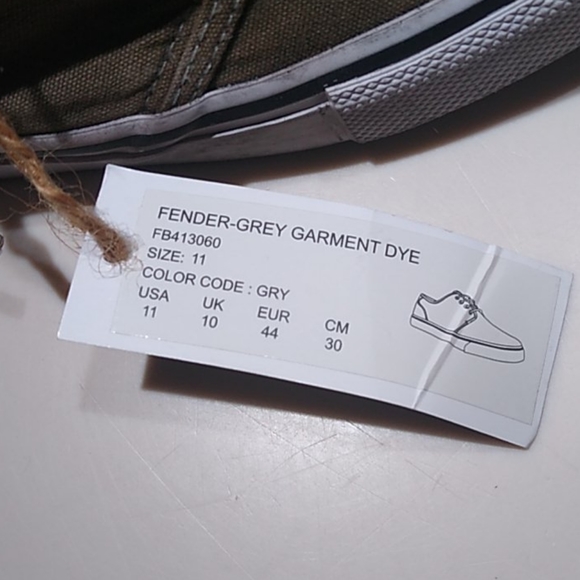 FENDER-GREY GARMENT DYE
FB413060
SIZE: 11
COLOR CODE : GRY
USA UK EUR CM
11 10 44 30